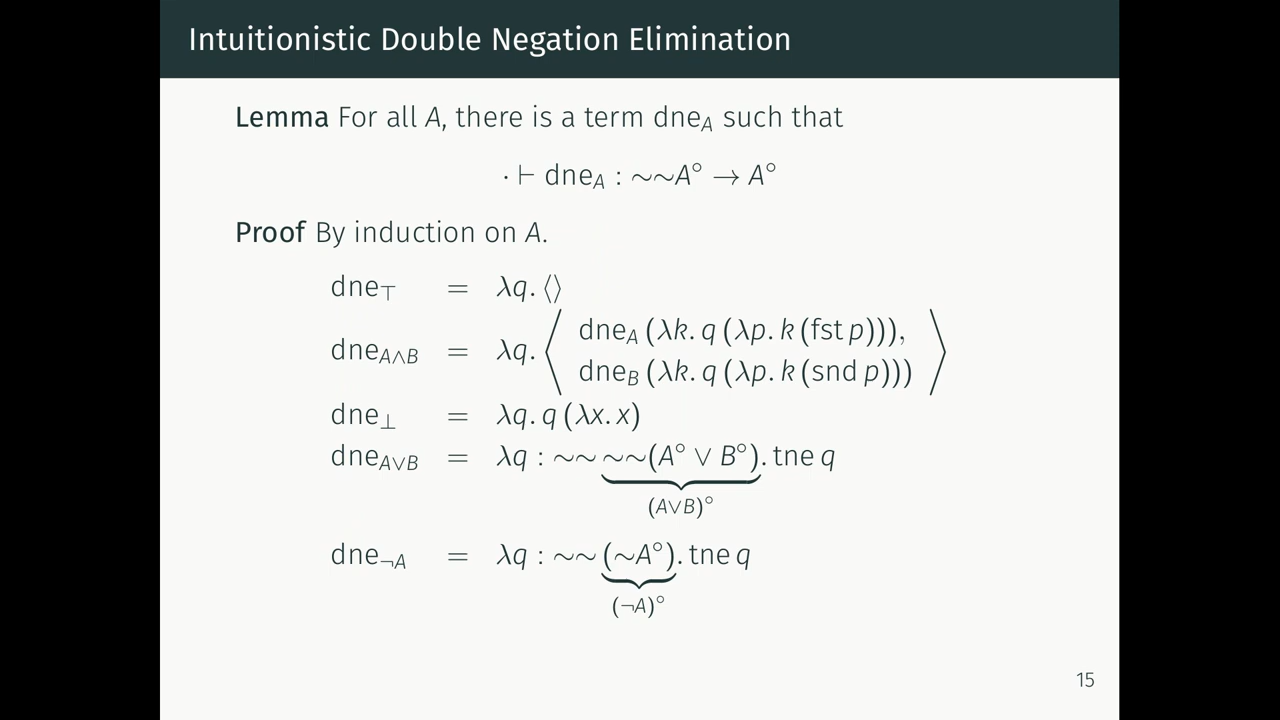 Intuitionistic Double Negation Elimination
Lemma For all A, there is a term dne_A such that
· ⊢ dne_A : ∼∼A° → A°
Proof By induction on A.
dne_⊤ = λq. ⟨⟩
dne_{A∧B} = λq. ⟨ dne_A (λk. q (λp. k (fst p))),
dne_B (λk. q (λp. k (snd p))) ⟩
dne_⊥ = λq. q (λx. x)
dne_{A∨B} = λq : ∼∼ ∼∼(A° ∨ B°). tne q
(A∨B)°
dne_{¬A} = λq : ∼∼ (∼A°). tne q
(¬A)°
15